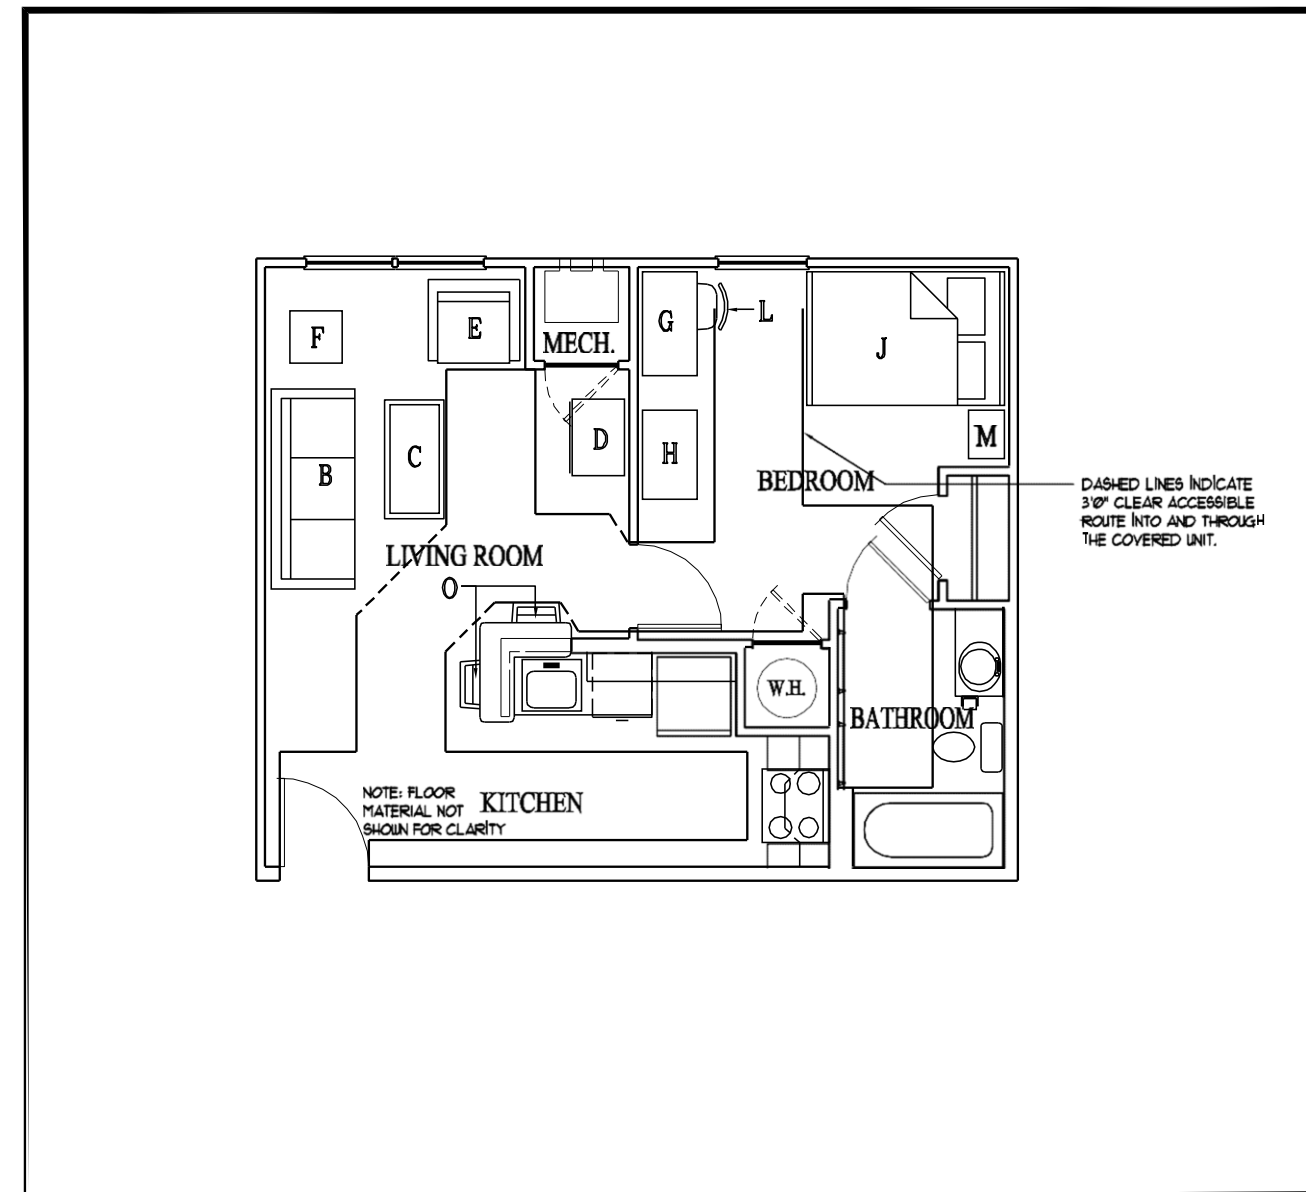 F
E
MECH.
G
L
J
B
C
D
H
M
BEDROOM
DASHED LINES INDICATE
3'0" CLEAR ACCESSIBLE
ROUTE INTO AND THROUGH
THE COVERED UNIT.
LIVING ROOM
O
W.H.
BATHROOM
NOTE: FLOOR
MATERIAL NOT
SHOWN FOR CLARITY
KITCHEN